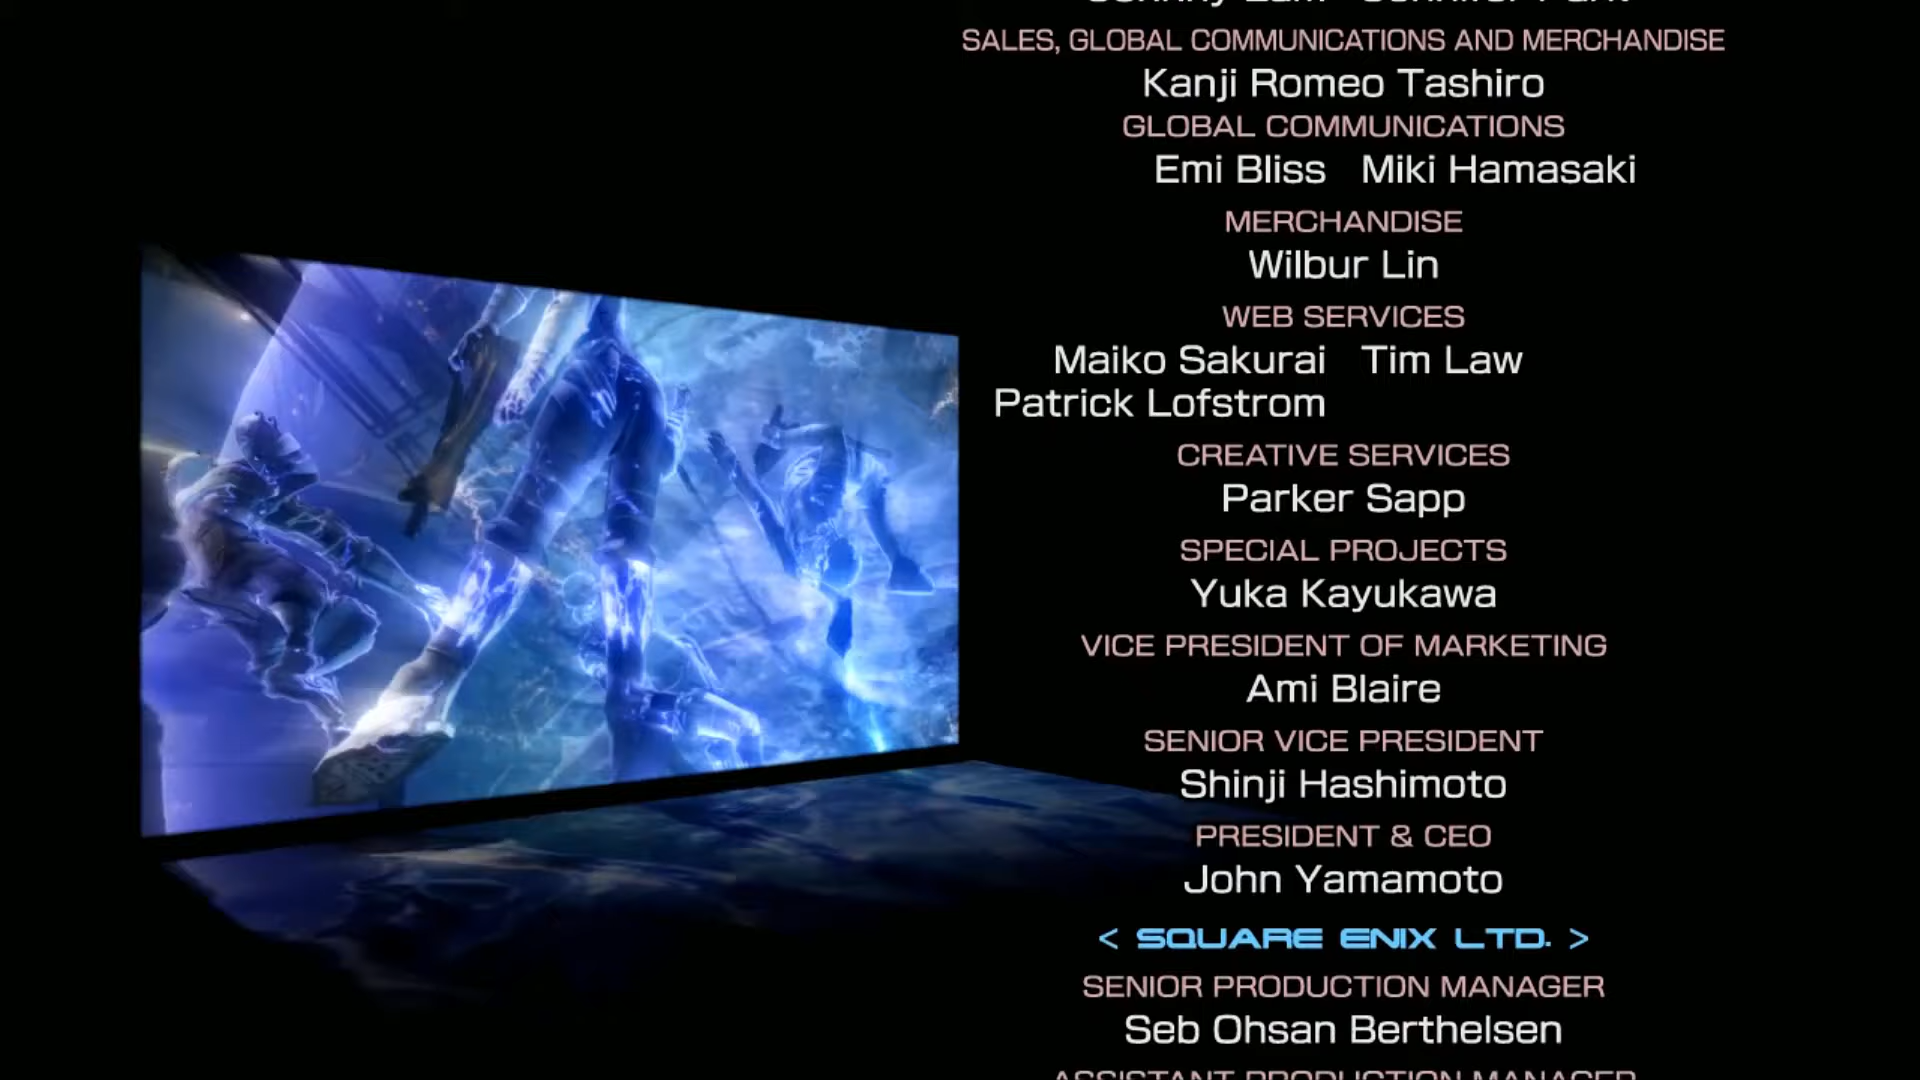 SALES, GLOBAL COMMUNICATIONS AND MERCHANDISE
Kanji Romeo Tashiro
GLOBAL COMMUNICATIONS
Emi Bliss Miki Hamasaki
MERCHANDISE
Wilbur Lin
WEB SERVICES
Maiko Sakurai Tim Law
Patrick Lofstrom
CREATIVE SERVICES
Parker Sapp
SPECIAL PROJECTS
Yuka Kayukawa
VICE PRESIDENT OF MARKETING
Ami Blaire
SENIOR VICE PRESIDENT
Shinji Hashimoto
PRESIDENT & CEO
John Yamamoto
< SQUARE ENIX LTD. >
SENIOR PRODUCTION MANAGER
Seb Ohsan Berthelsen
ASSISTANT PRODUCTION MANAGER